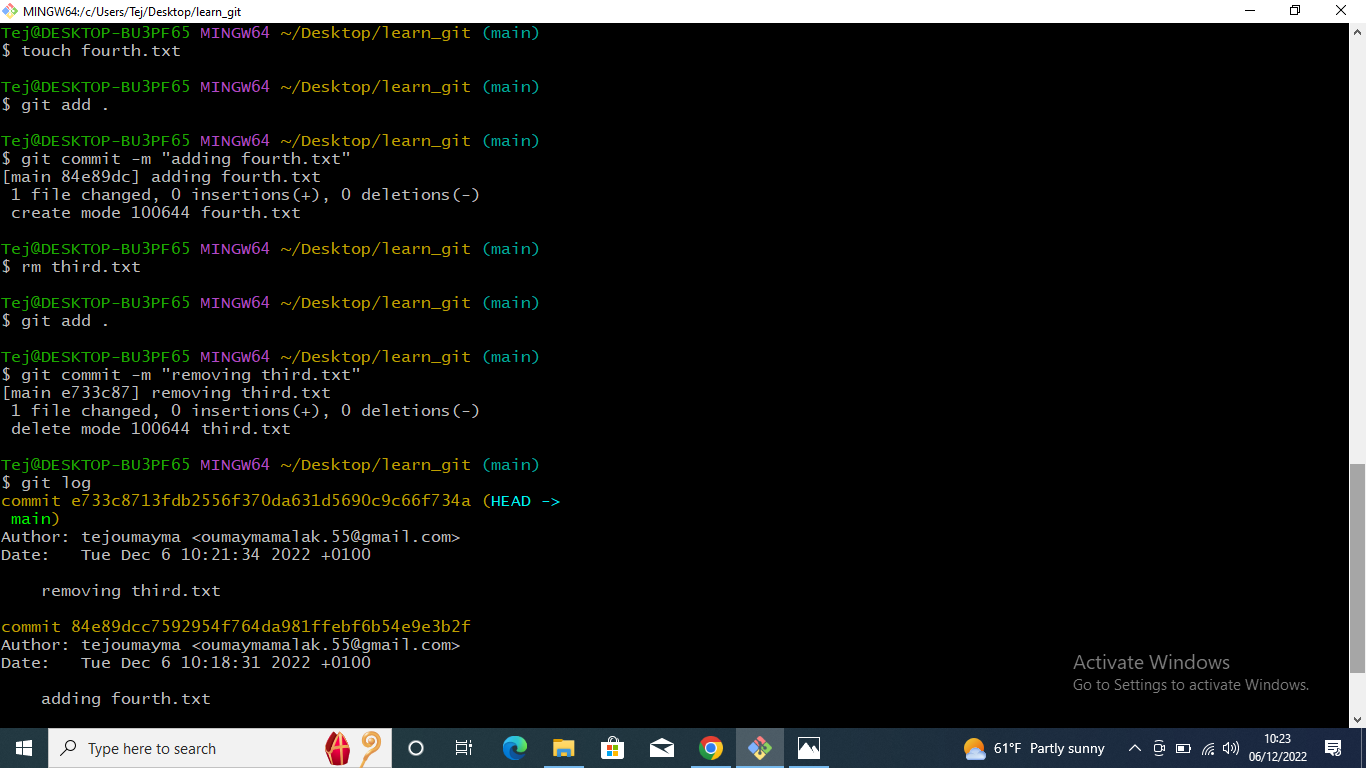 MINGW64:/c/Users/Tej/Desktop/learn_git
Tej@DESKTOP-BU3PF65 MINGW64 ~/Desktop/learn_git (main)
$ touch fourth.txt
Tej@DESKTOP-BU3PF65 MINGW64 ~/Desktop/learn_git (main)
$ git add .
Tej@DESKTOP-BU3PF65 MINGW64 ~/Desktop/learn_git (main)
$ git commit -m "adding fourth.txt"
[main 84e89dc] adding fourth.txt
 1 file changed, 0 insertions(+), 0 deletions(-)
 create mode 100644 fourth.txt
Tej@DESKTOP-BU3PF65 MINGW64 ~/Desktop/learn_git (main)
$ rm third.txt
Tej@DESKTOP-BU3PF65 MINGW64 ~/Desktop/learn_git (main)
$ git add .
Tej@DESKTOP-BU3PF65 MINGW64 ~/Desktop/learn_git (main)
$ git commit -m "removing third.txt"
[main e733c87] removing third.txt
 1 file changed, 0 insertions(+), 0 deletions(-)
 delete mode 100644 third.txt
Tej@DESKTOP-BU3PF65 MINGW64 ~/Desktop/learn_git (main)
$ git log
commit e733c8713fdb2556f370da631d5690c9c66f734a (HEAD ->
 main)
Author: tejoumayma <oumaymamalak.55@gmail.com>
Date:   Tue Dec 6 10:21:34 2022 +0100
    removing third.txt
commit 84e89dcc7592954f764da981ffebf6b54e9e3b2f
Author: tejoumayma <oumaymamalak.55@gmail.com>
Date:   Tue Dec 6 10:18:31 2022 +0100
    adding fourth.txt
Activate Windows
Go to Settings to activate Windows.
Type here to search
61°F Partly sunny
10:23
06/12/2022